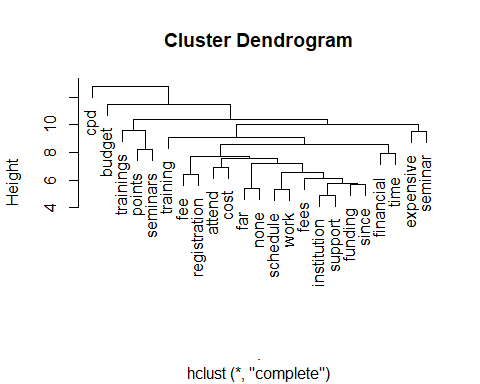 Cluster Dendrogram
Height
10
8
6
4
cpd
budget
trainings
points
seminars
training
fee
registration
attend
cost
far
none
schedule
work
fees
institution
support
funding
since
financial
time
expensive
seminar
.
hclust (*, "complete")